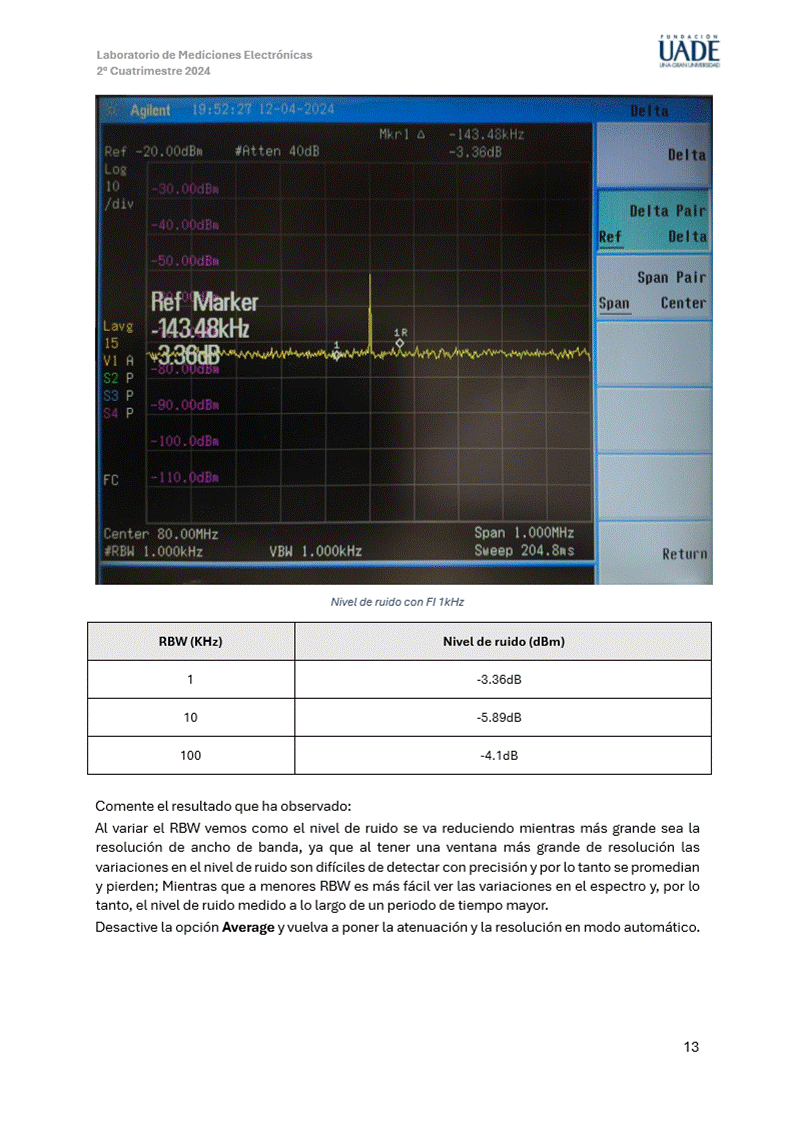 Laboratorio de Mediciones Electrónicas
2° Cuatrimestre 2024
FUNDACIÓN
UADE
UNA GRAN UNIVERSIDAD
Agilent 19:52:27 12-04-2024
Delta
Mkr1 Δ -143.48kHz
Ref -20.00dBm #Atten 40dB -3.36dB
Log
10
/div
-30.00dBm
-40.00dBm
-50.00dBm
Ref Marker
-143.48kHz
-3.36dB
-80.00dBm
-90.00dBm
-100.0dBm
-110.0dBm
Lavg
15
V1 A
S2 P
S3 P
S4 P
FC
1
1R
Center 80.00MHz Span 1.000MHz
#RBW 1.000kHz VBW 1.000kHz Sweep 204.8ms
Delta
Delta Pair
Ref Delta
Span Pair
Span Center
Return
Nivel de ruido con FI 1kHz
RBW (KHz) Nivel de ruido (dBm)
1 -3.36dB
10 -5.89dB
100 -4.1dB
Comente el resultado que ha observado:
Al variar el RBW vemos como el nivel de ruido se va reduciendo mientras más grande sea la
resolución de ancho de banda, ya que al tener una ventana más grande de resolución las
variaciones en el nivel de ruido son difíciles de detectar con precisión y por lo tanto se promedian
y pierden; Mientras que a menores RBW es más fácil ver las variaciones en el espectro y, por lo
tanto, el nivel de ruido medido a lo largo de un periodo de tiempo mayor.
Desactive la opción Average y vuelva a poner la atenuación y la resolución en modo automático.
13